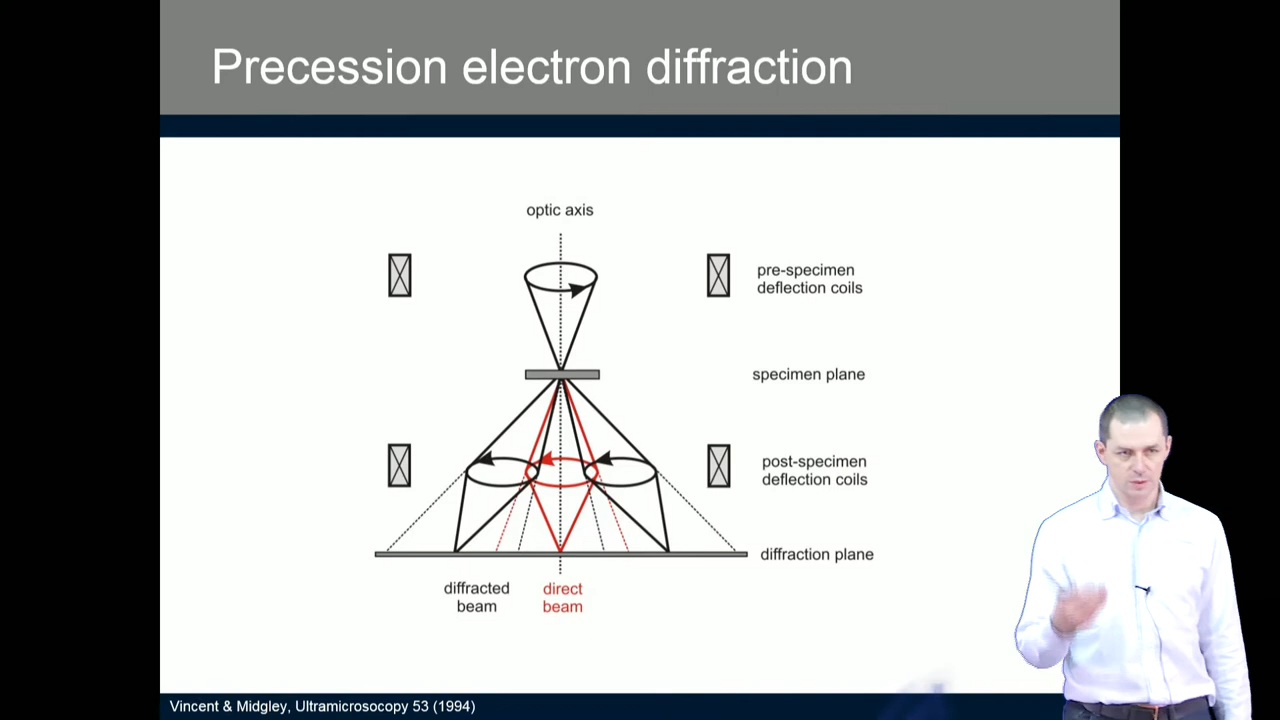 Precession electron diffraction
optic axis
pre-specimen
deflection coils
specimen plane
post-specimen
deflection coils
diffraction plane
diffracted
beam
direct
beam
Vincent & Midgley, Ultramicrosocopy 53 (1994)